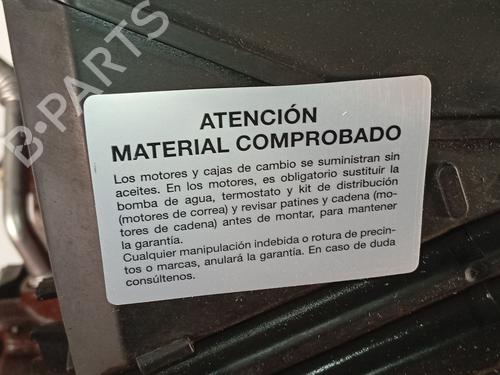 B-PARTS
ATENCIÓN
MATERIAL COMPROBADO
Los motores y cajas de cambio se suministran sin
aceites. En los motores, es obligatorio sustituir la
bomba de agua, termostato y kit de distribución
(motores de correa) y revisar patines y cadena (mo-
tores de cadena) antes de montar, para mantener
la garantía.
Cualquier manipulación indebida o rotura de precin-
tos o marcas, anulará la garantía. En caso de duda
consúltenos.